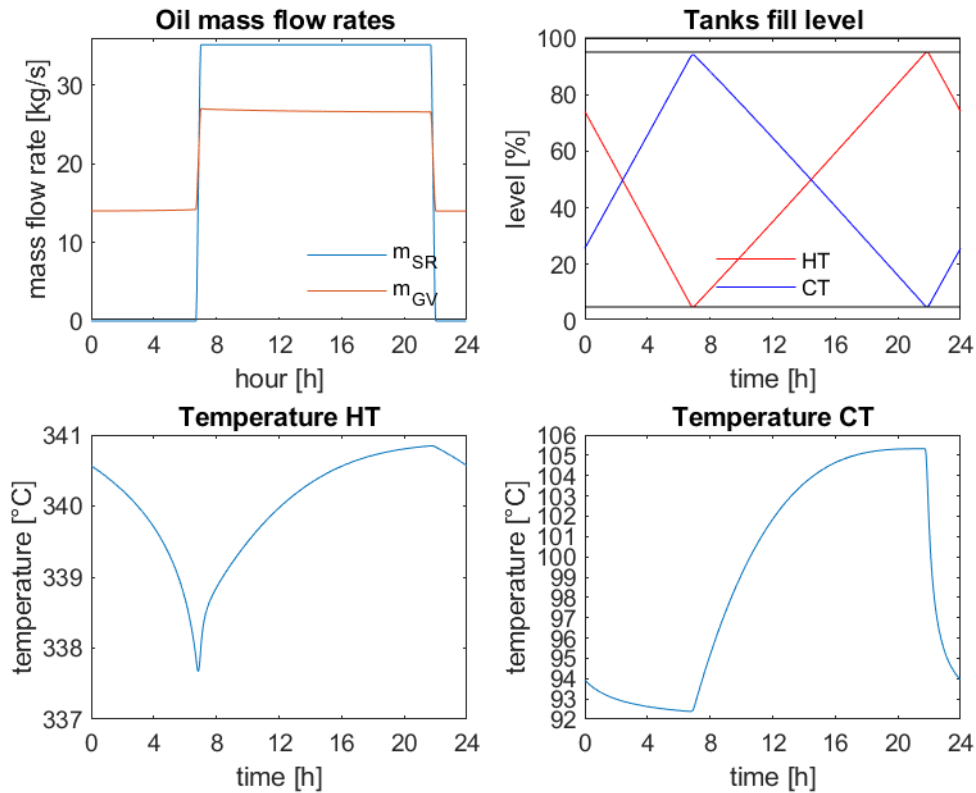 Oil mass flow rates
mass flow rate [kg/s]
30
20
10
0
m_SR
m_GV
0 4 8 12 16 20 24
hour [h]
Tanks fill level
level [%]
100
80
60
40
20
0
HT
CT
0 4 8 12 16 20 24
time [h]
Temperature HT
temperature [°C]
341
340
339
338
337
0 4 8 12 16 20 24
time [h]
Temperature CT
temperature [°C]
106
105
104
103
102
101
100
99
98
97
96
95
94
93
92
0 4 8 12 16 20 24
time [h]